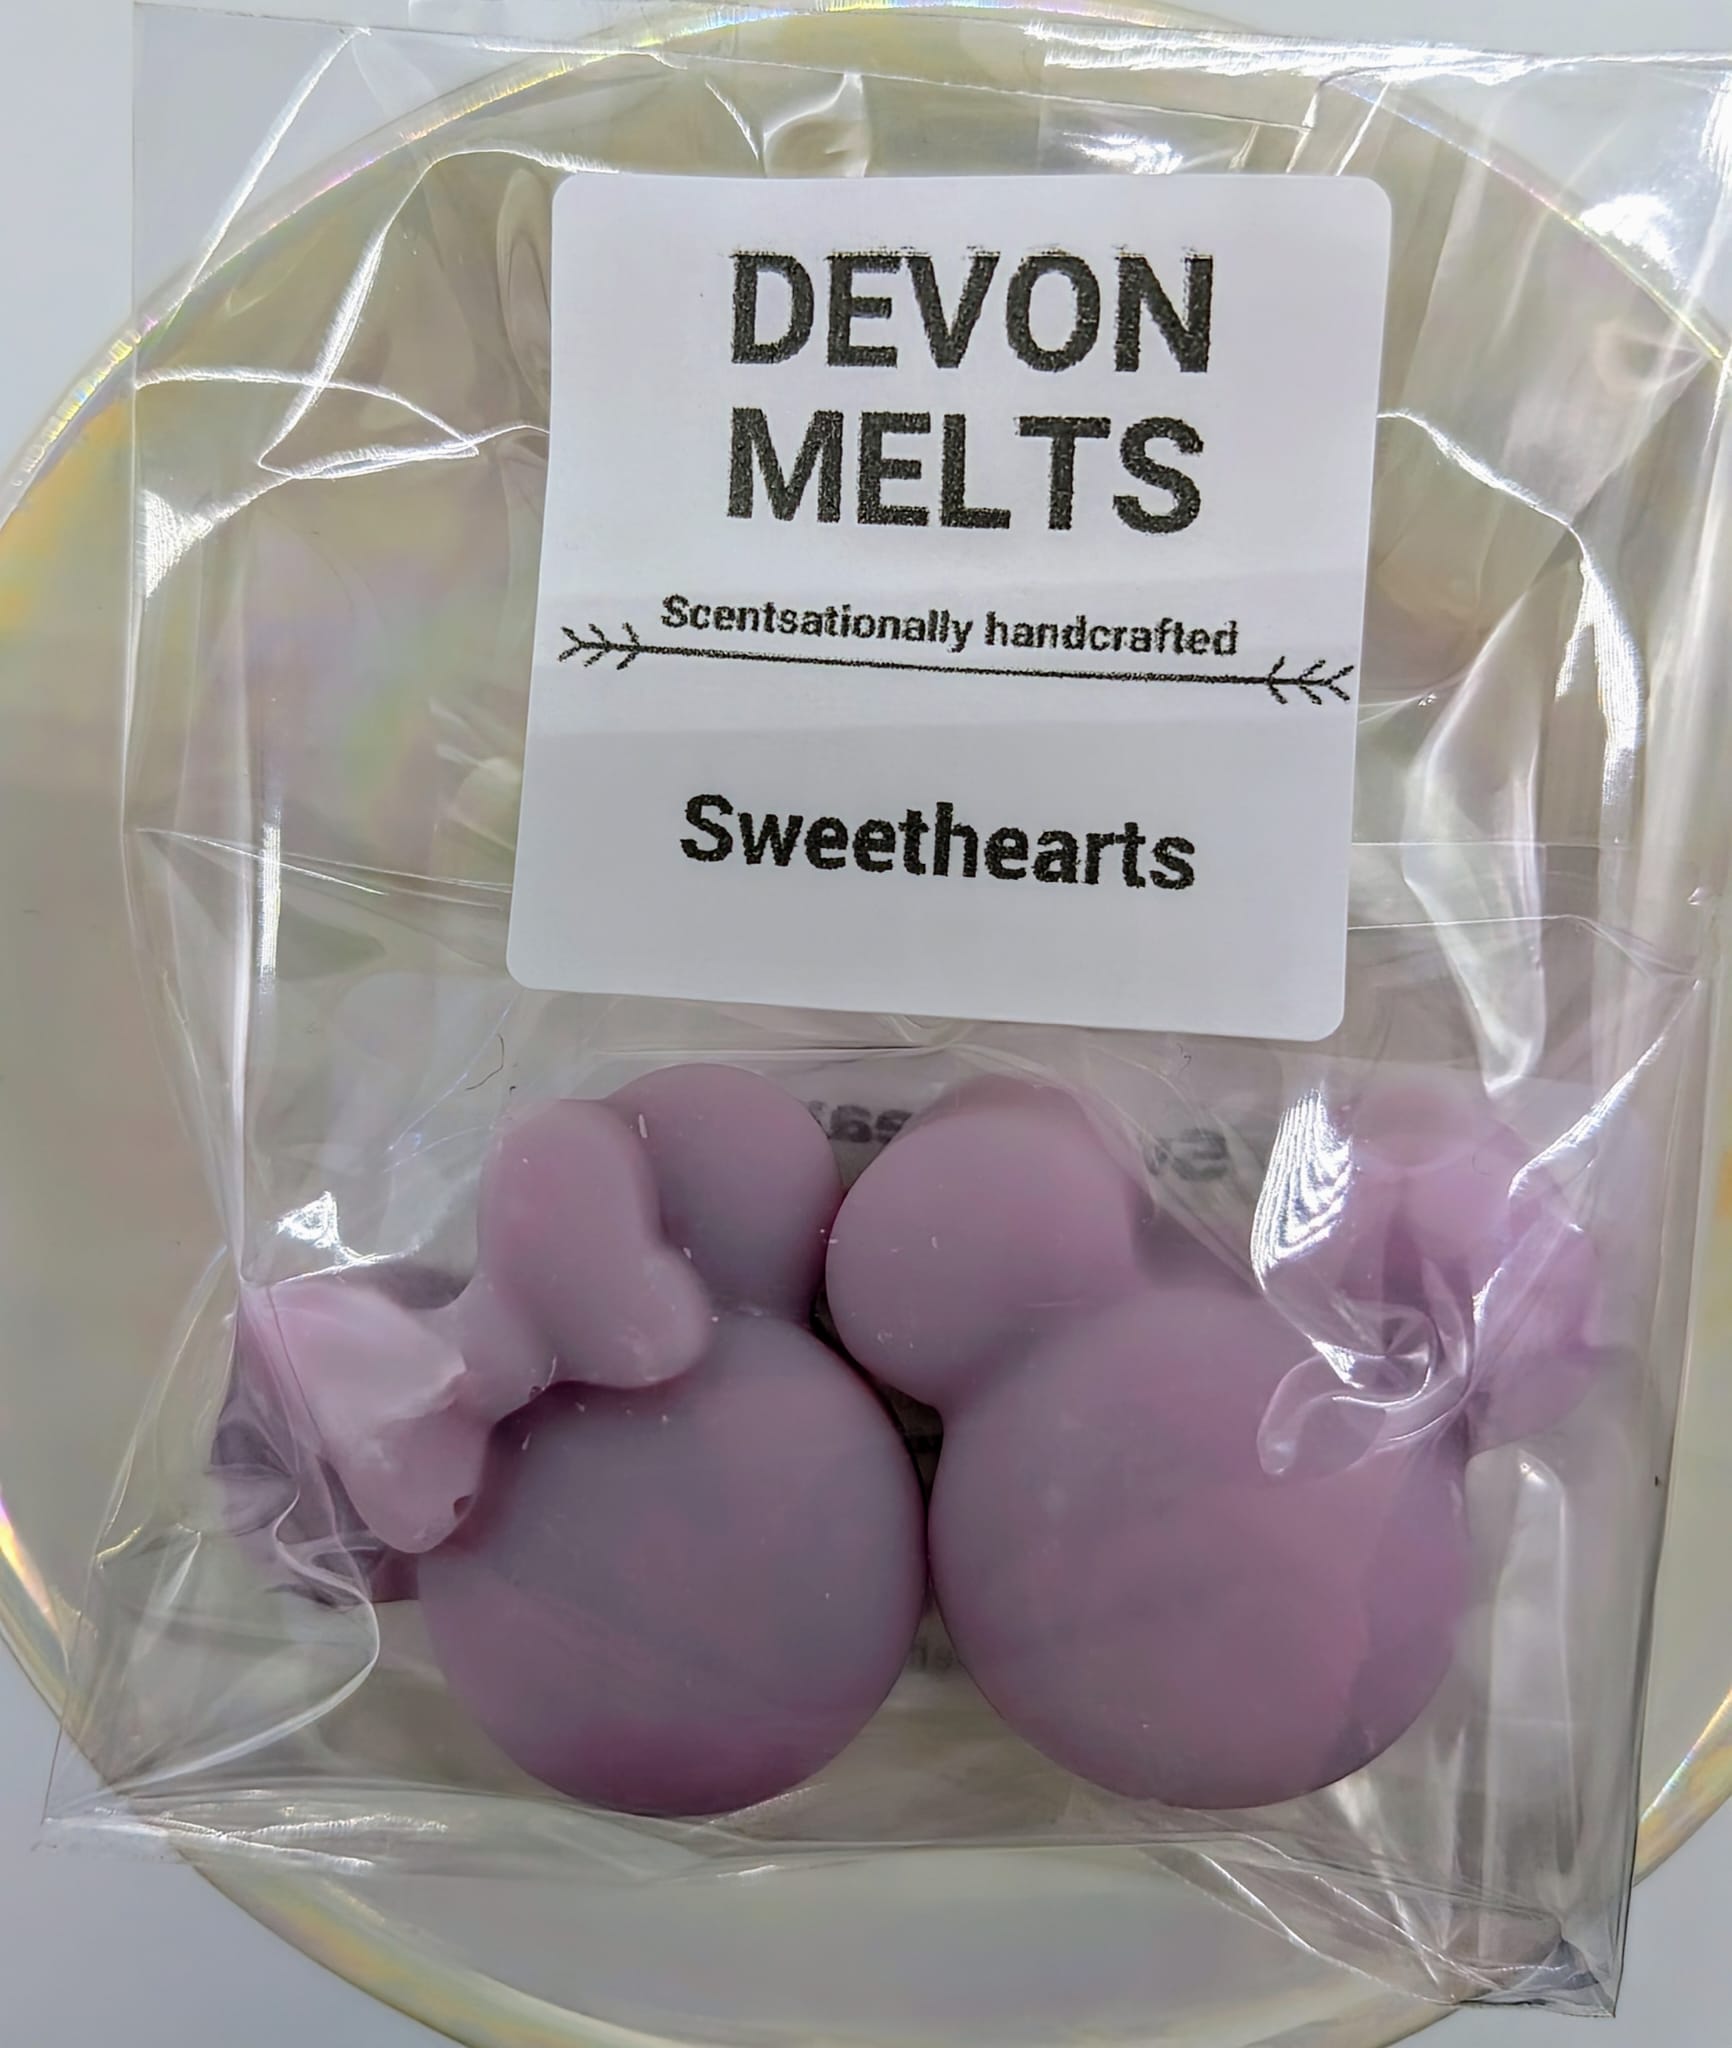 DEVON
MELTS
Scentsationally handcrafted
Sweethearts